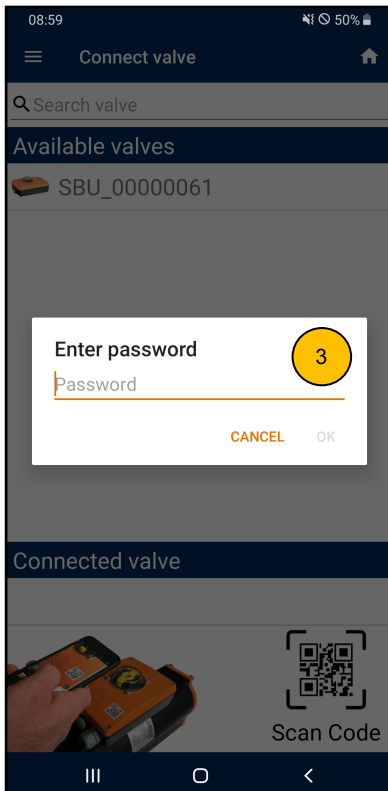 08:59 50%
Connect valve
Search valve
Available valves
SBU_00000061
Enter password
3
Password
CANCEL OK
Connected valve
Scan Code